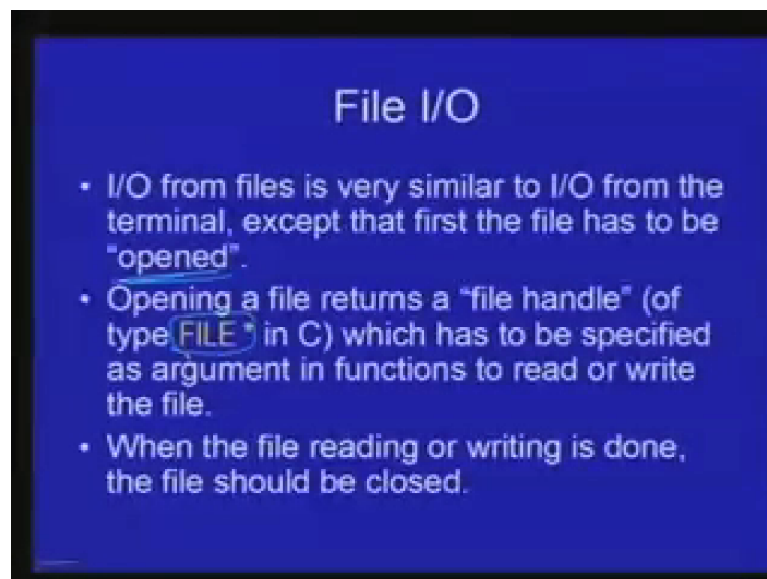 File I/O
• I/O from files is very similar to I/O from the
terminal, except that first the file has to be
"opened".
• Opening a file returns a "file handle" (of
type FILE * in C) which has to be specified
as argument in functions to read or write
the file.
• When the file reading or writing is done,
the file should be closed.